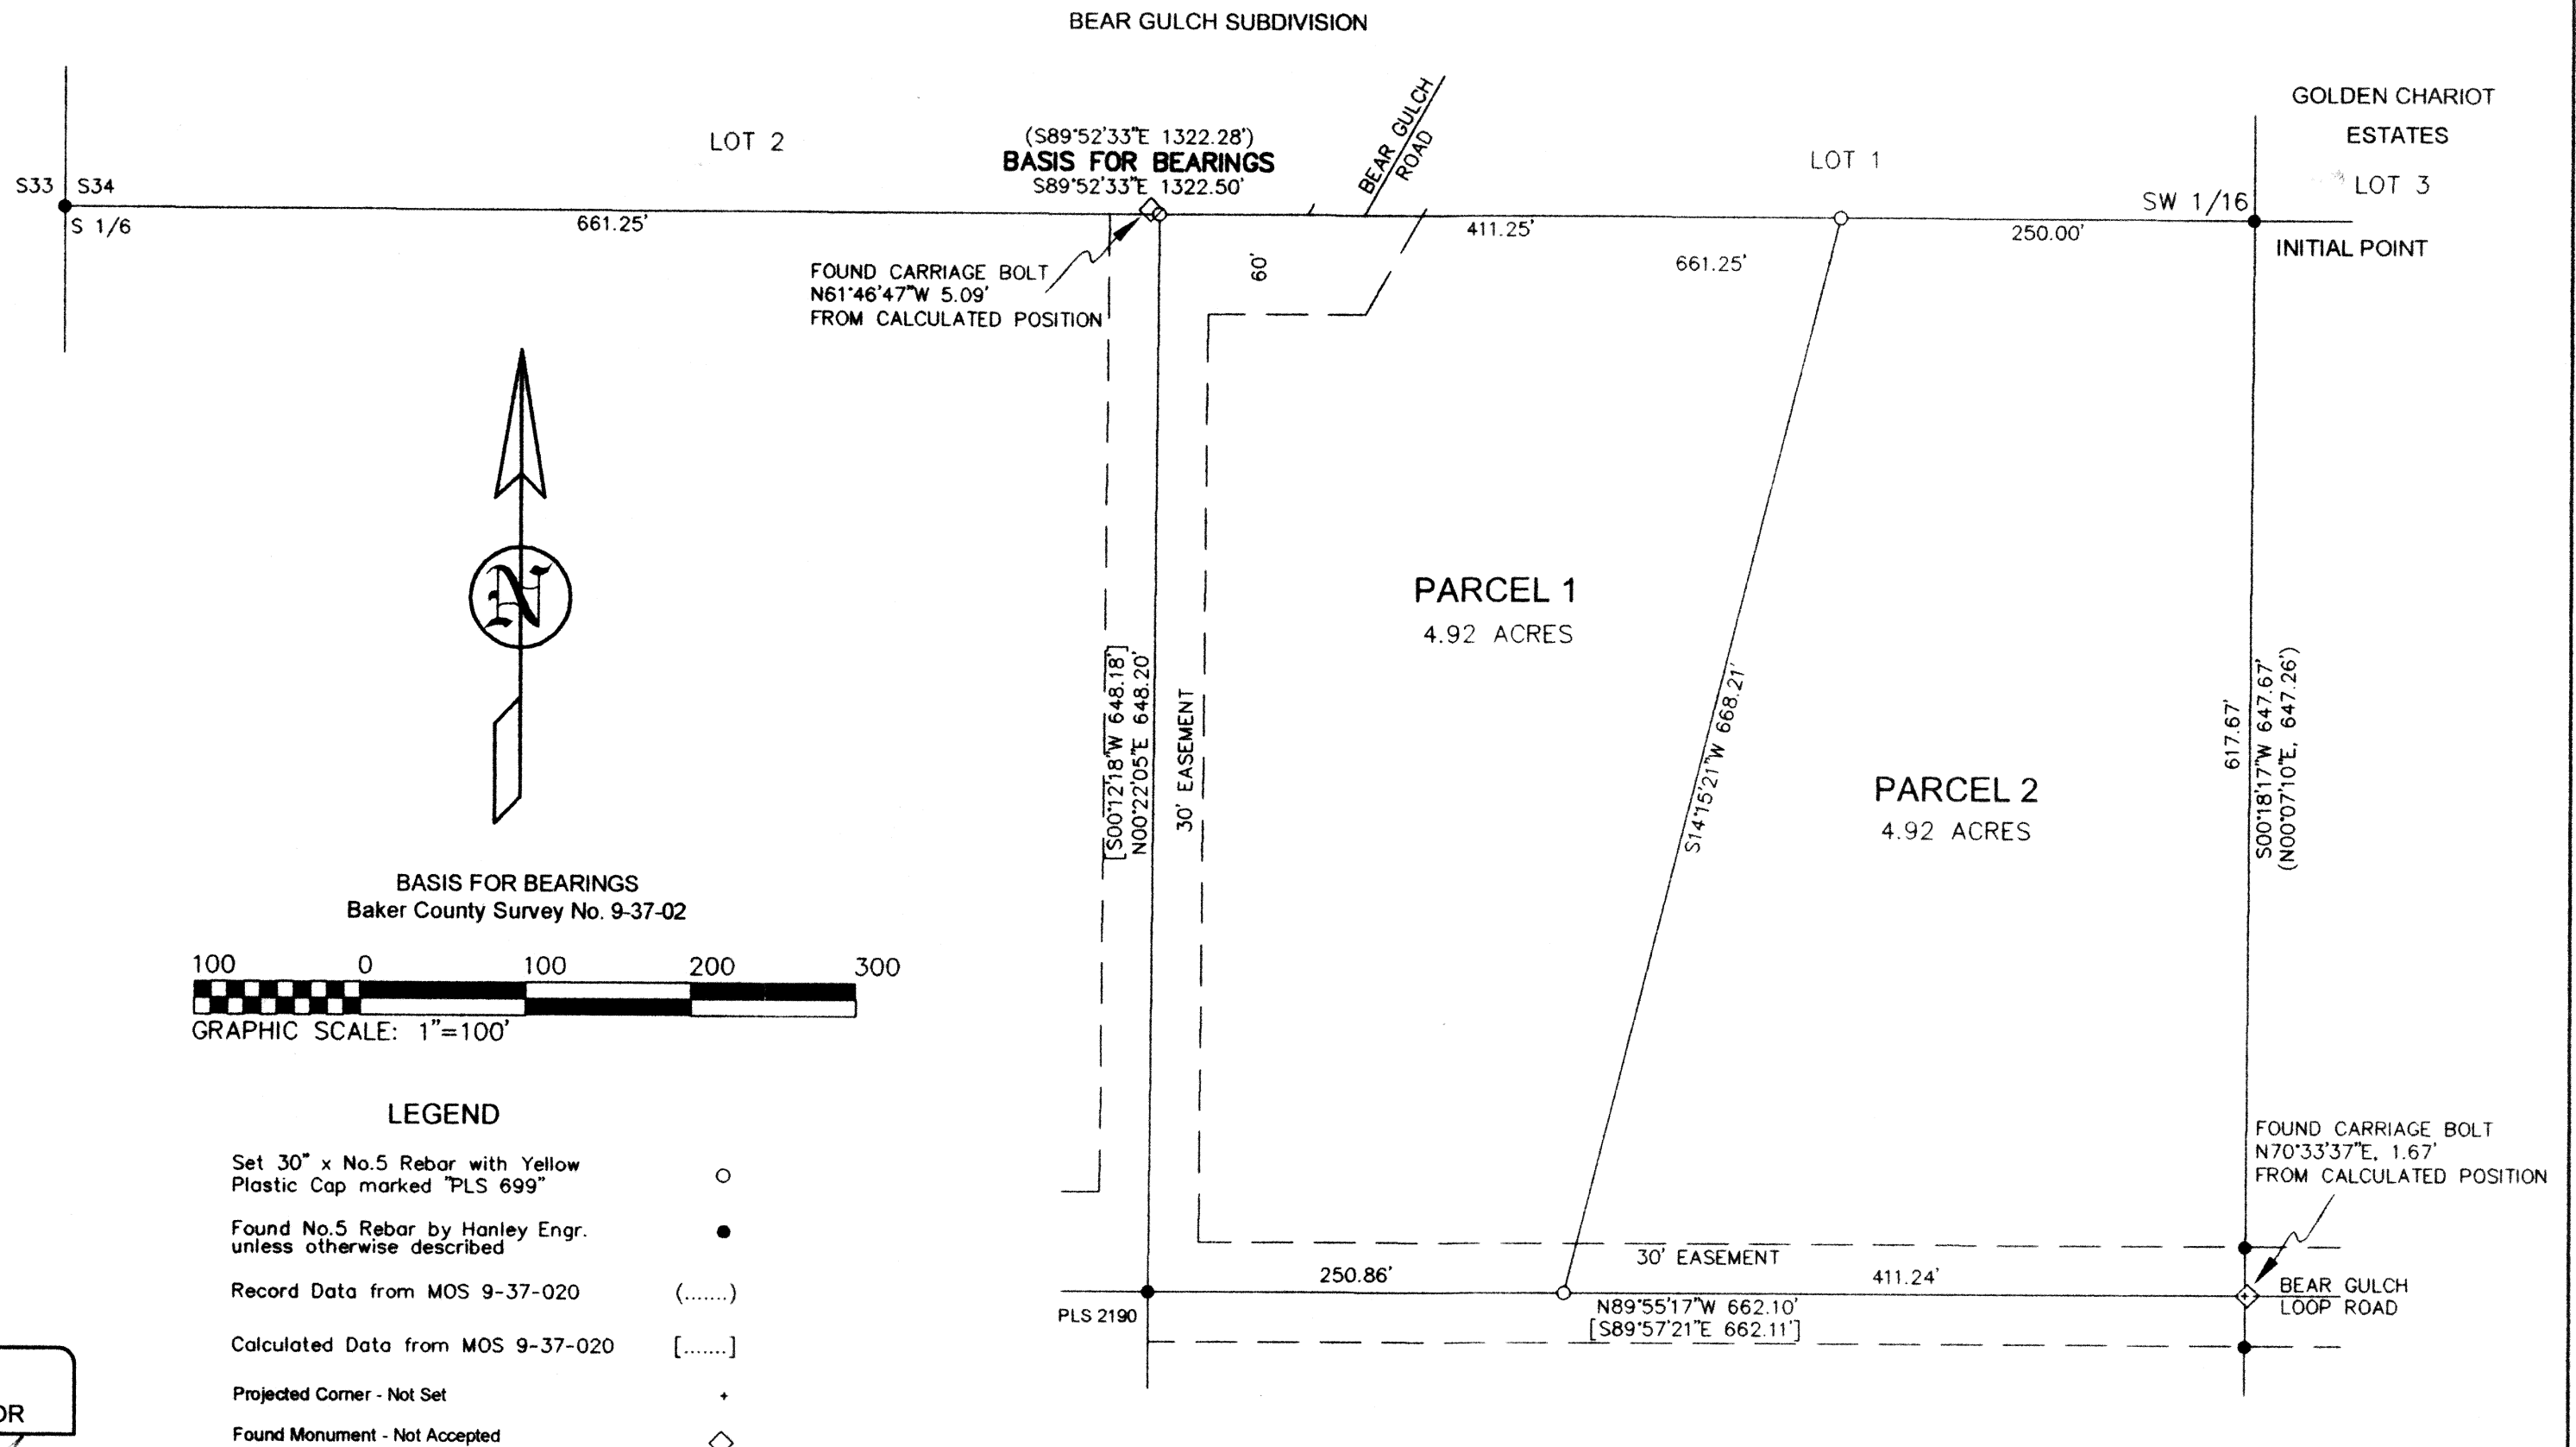 BEAR GULCH SUBDIVISION
GOLDEN CHARIOT
ESTATES
LOT 3
LOT 2
(S89°52'33"E 1322.28')
BASIS FOR BEARINGS
S89°52'33"E 1322.50'
BEAR GULCH
ROAD
LOT 1
S33
S34
S 1/6
661.25'
411.25'
SW 1/16
250.00'
INITIAL POINT
661.25'
60'
FOUND CARRIAGE BOLT
N61°46'47"W 5.09'
FROM CALCULATED POSITION
N
PARCEL 1
4.92 ACRES
[S00°12'18"W 648.18']
N00°22'05"E 648.20'
30' EASEMENT
S14°15'21"W 668.21'
PARCEL 2
4.92 ACRES
617.67'
S00°18'17"W 647.67'
(N00°07'10"E, 647.26')
BASIS FOR BEARINGS
Baker County Survey No. 9-37-02
100 0 100 200 300
GRAPHIC SCALE: 1"=100'
LEGEND
Set 30" x No.5 Rebar with Yellow
Plastic Cap marked "PLS 699"
Found No.5 Rebar by Hanley Engr.
unless otherwise described
Record Data from MOS 9-37-020 (.......)
Calculated Data from MOS 9-37-020 [.......]
Projected Corner - Not Set +
Found Monument - Not Accepted
FOUND CARRIAGE BOLT
N70°33'37"E, 1.67'
FROM CALCULATED POSITION
30' EASEMENT
250.86'
411.24'
PLS 2190
N89°55'17"W 662.10'
[S89°57'21"E 662.11']
BEAR GULCH
LOOP ROAD
OR